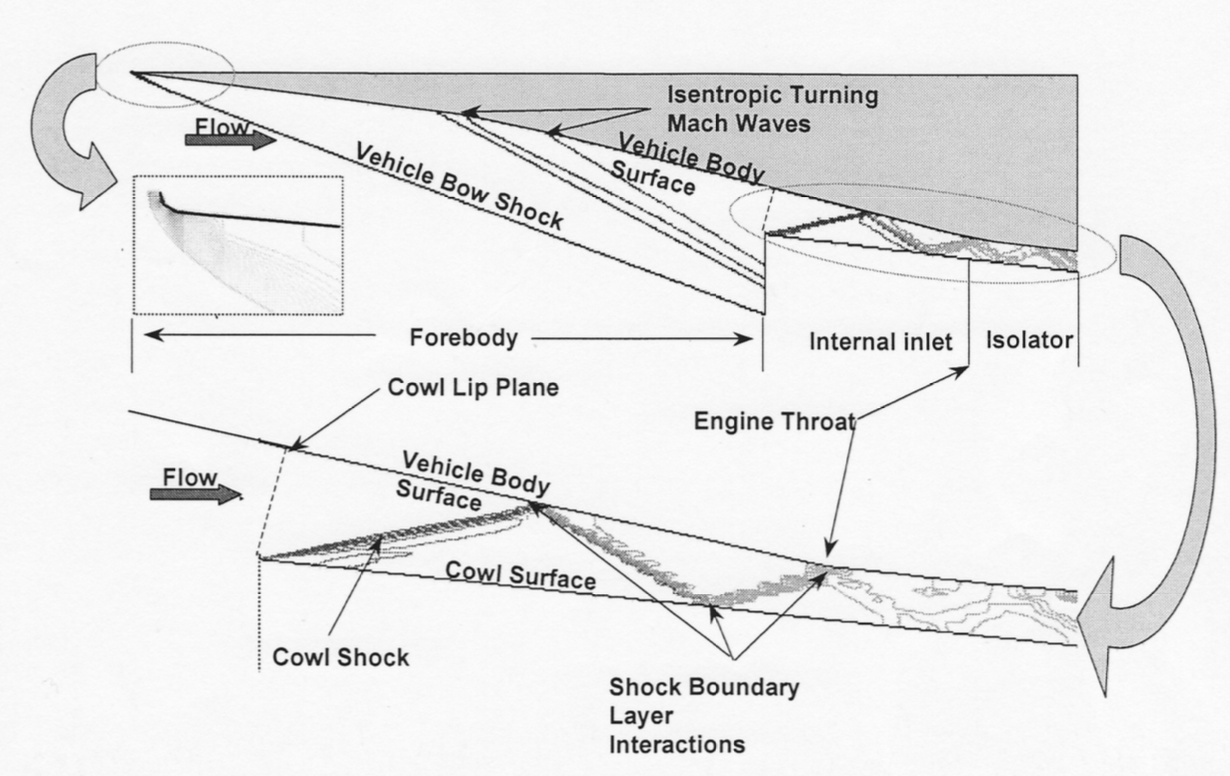 Isentropic Turning
Mach Waves
Flow
Vehicle Body
Surface
Vehicle Bow Shock
Forebody
Internal inlet
Isolator
Cowl Lip Plane
Engine Throat
Flow
Vehicle Body
Surface
Cowl Surface
Cowl Shock
Shock Boundary
Layer
Interactions